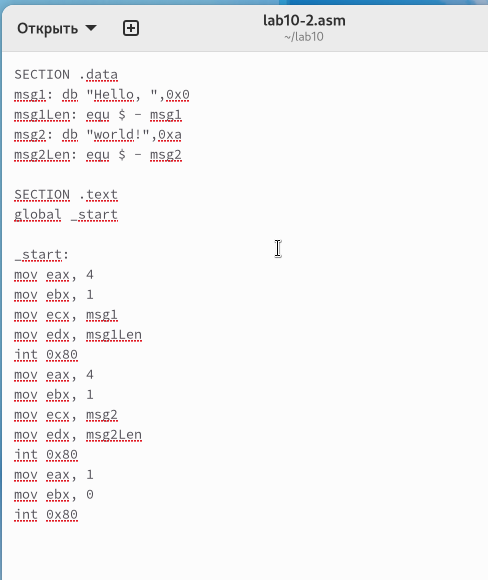 Открыть
lab10-2.asm
~/lab10
SECTION .data
msg1: db "Hello, ",0x0
msg1Len: equ $ - msg1
msg2: db "world!",0xa
msg2Len: equ $ - msg2
SECTION .text
global _start
_start:
mov eax, 4
mov ebx, 1
mov ecx, msg1
mov edx, msg1Len
int 0x80
mov eax, 4
mov ebx, 1
mov ecx, msg2
mov edx, msg2Len
int 0x80
mov eax, 1
mov ebx, 0
int 0x80